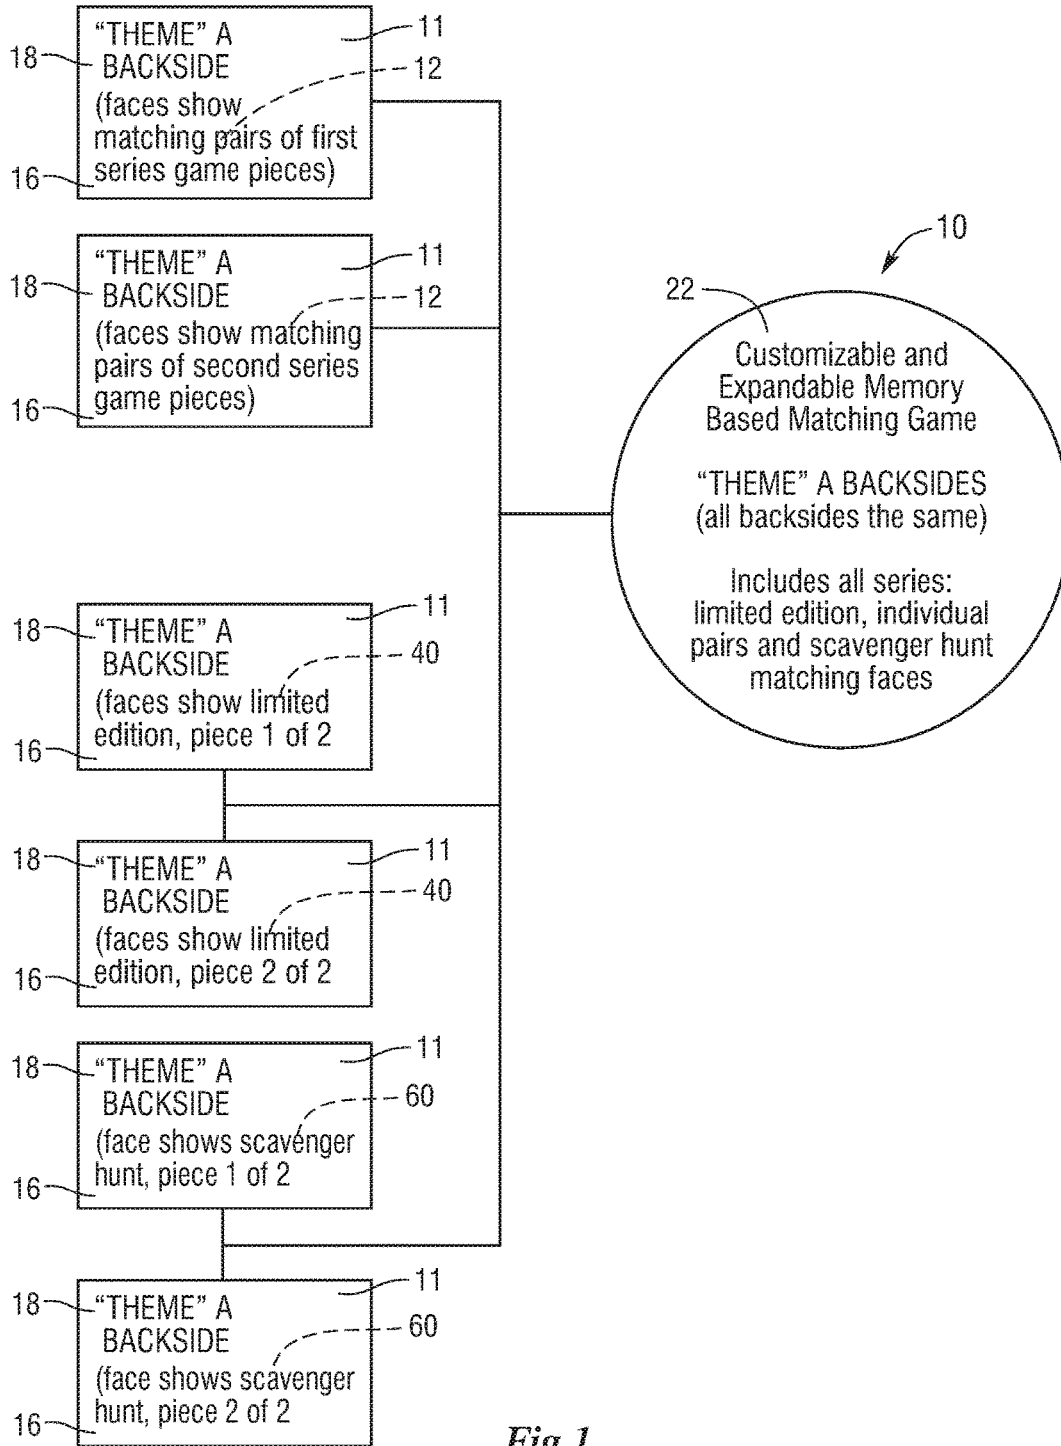 "THEME" A
BACKSIDE
(faces show
matching pairs of first
series game pieces)
11
12
18
16
"THEME" A
BACKSIDE
(faces show matching
pairs of second series
game pieces)
11
12
18
16
"THEME" A
BACKSIDE
(faces show limited
edition, piece 1 of 2
11
40
18
16
"THEME" A
BACKSIDE
(faces show limited
edition, piece 2 of 2
11
40
18
16
"THEME" A
BACKSIDE
(face shows scavenger
hunt, piece 1 of 2
11
60
18
16
"THEME" A
BACKSIDE
(face shows scavenger
hunt, piece 2 of 2
11
60
18
16
10
22
Customizable and
Expandable Memory
Based Matching Game
"THEME" A BACKSIDES
(all backsides the same)
Includes all series:
limited edition, individual
pairs and scavenger hunt
matching faces
Fig. 1